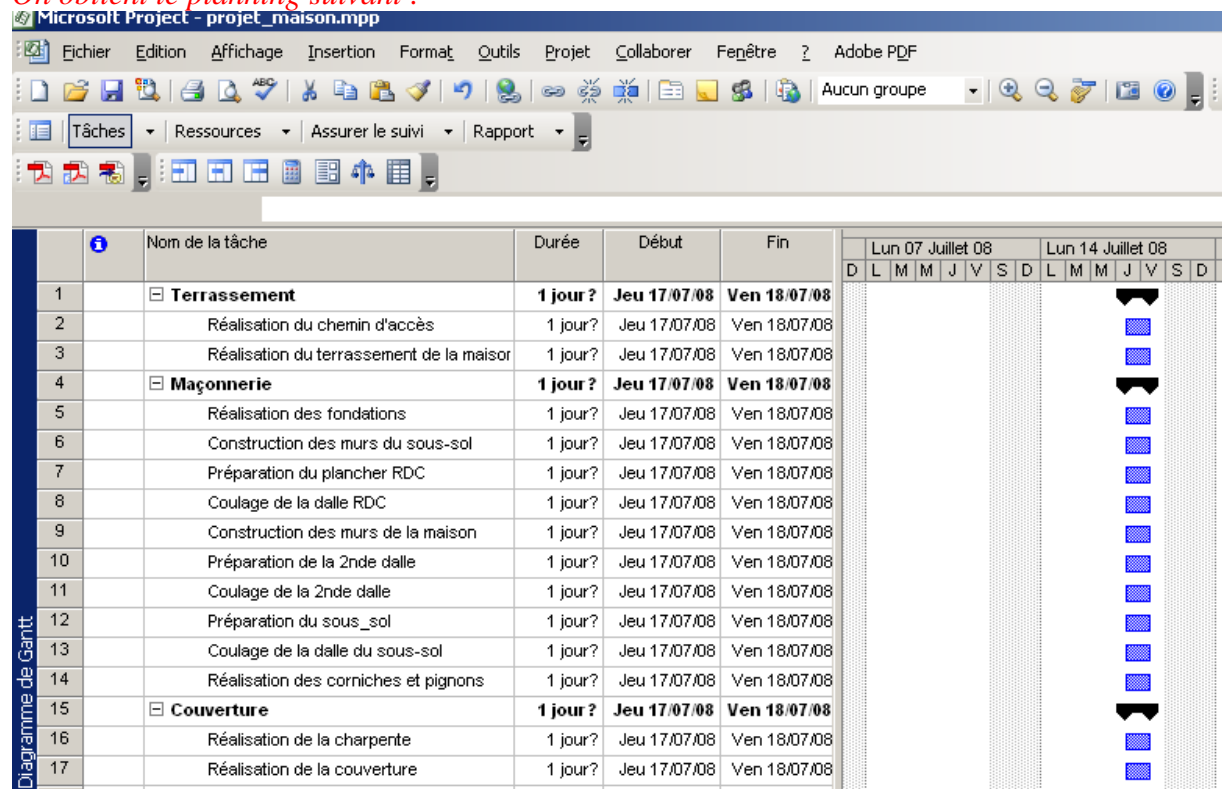 On obtient le planning suivant :
Microsoft Project - projet_maison.mpp
Fichier Edition Affichage Insertion Format Outils Projet Collaborer Fenêtre ? Adobe PDF
ABC Aucun groupe
Tâches Ressources Assurer le suivi Rapport
Nom de la tâche Durée Début Fin Lun 07 Juillet 08 Lun 14 Juillet 08
D L M M J V S D L M M J V S D
1 Terrassement 1 jour? Jeu 17/07/08 Ven 18/07/08
2 Réalisation du chemin d'accès 1 jour? Jeu 17/07/08 Ven 18/07/08
3 Réalisation du terrassement de la maisor 1 jour? Jeu 17/07/08 Ven 18/07/08
4 Maçonnerie 1 jour? Jeu 17/07/08 Ven 18/07/08
5 Réalisation des fondations 1 jour? Jeu 17/07/08 Ven 18/07/08
6 Construction des murs du sous-sol 1 jour? Jeu 17/07/08 Ven 18/07/08
7 Préparation du plancher RDC 1 jour? Jeu 17/07/08 Ven 18/07/08
8 Coulage de la dalle RDC 1 jour? Jeu 17/07/08 Ven 18/07/08
9 Construction des murs de la maison 1 jour? Jeu 17/07/08 Ven 18/07/08
10 Préparation de la 2nde dalle 1 jour? Jeu 17/07/08 Ven 18/07/08
11 Coulage de la 2nde dalle 1 jour? Jeu 17/07/08 Ven 18/07/08
12 Préparation du sous_sol 1 jour? Jeu 17/07/08 Ven 18/07/08
13 Coulage de la dalle du sous-sol 1 jour? Jeu 17/07/08 Ven 18/07/08
14 Réalisation des corniches et pignons 1 jour? Jeu 17/07/08 Ven 18/07/08
15 Couverture 1 jour? Jeu 17/07/08 Ven 18/07/08
16 Réalisation de la charpente 1 jour? Jeu 17/07/08 Ven 18/07/08
17 Réalisation de la couverture 1 jour? Jeu 17/07/08 Ven 18/07/08
Diagramme de Gantt